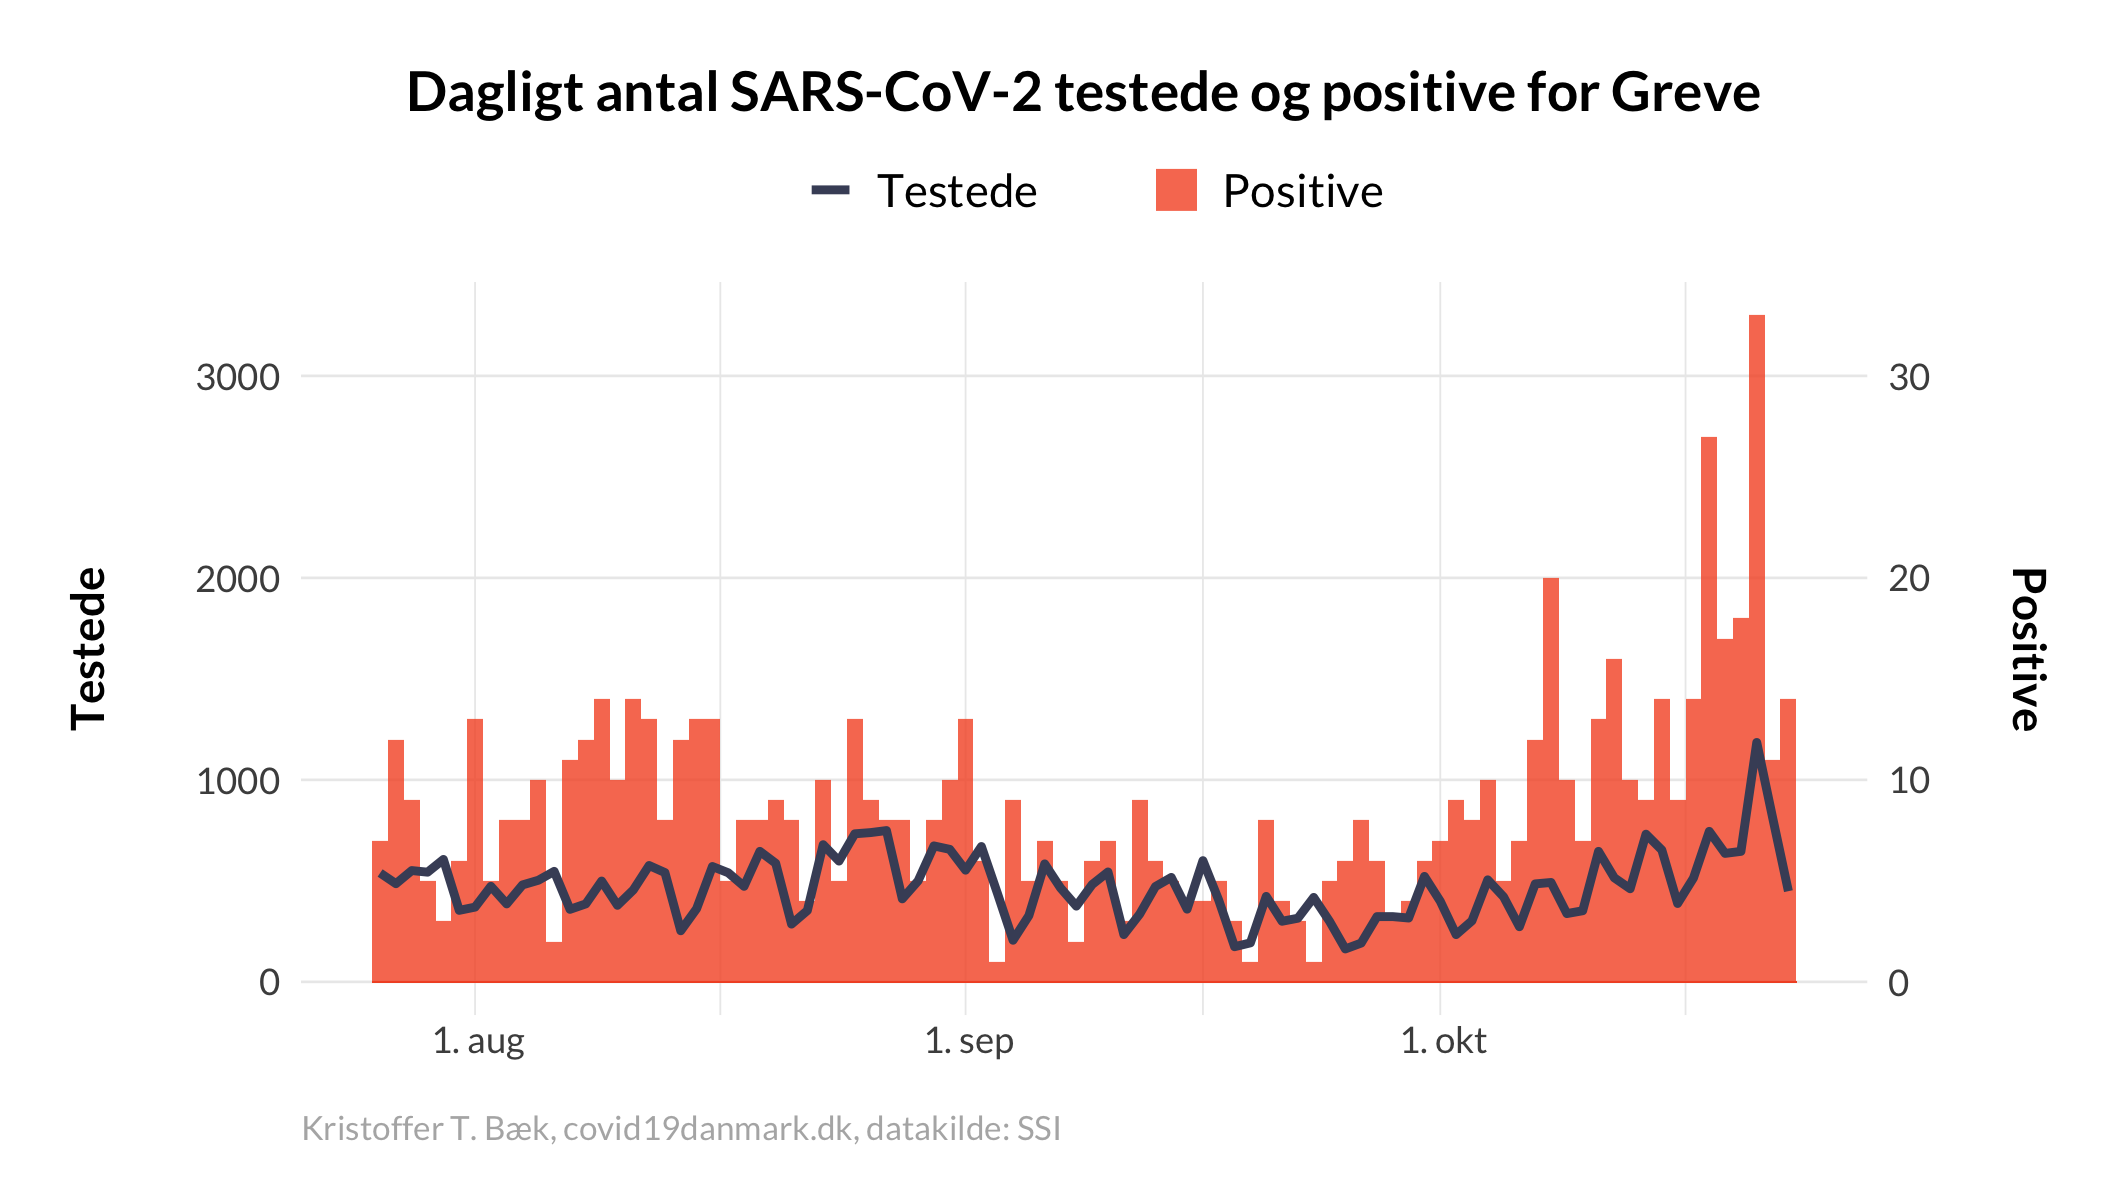 Dagligt antal SARS-CoV-2 testede og positive for Greve
Testede
Positive
3000
2000
1000
0
30
20
10
0
Testede
Positive
1. aug
1. sep
1. okt
Kristoffer T. Bæk, covid19danmark.dk, datakilde: SSI